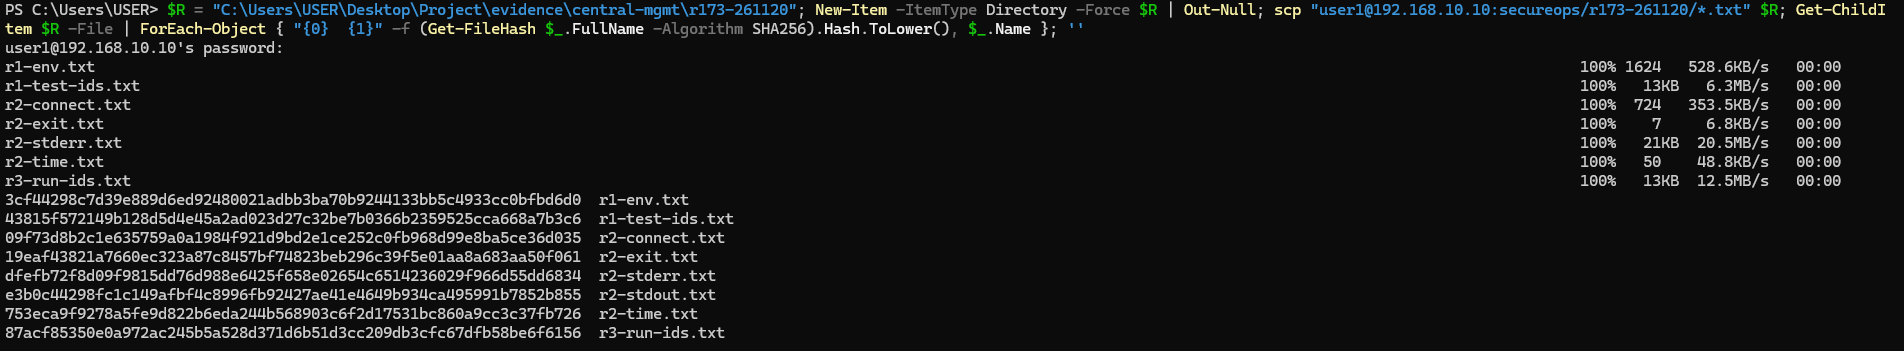 PS C:\Users\USER> $R = "C:\Users\USER\Desktop\Project\evidence\central-mgmt\r173-261120"; New-Item -ItemType Directory -Force $R | Out-Null; scp "user1@192.168.10.10:secureops/r173-261120/*.txt" $R; Get-ChildI
tem $R -File | ForEach-Object { "{0}  {1}" -f (Get-FileHash $_.FullName -Algorithm SHA256).Hash.ToLower(), $_.Name }; ''
user1@192.168.10.10's password:
r1-env.txt 100% 1624 528.6KB/s 00:00
r1-test-ids.txt 100% 13KB 6.3MB/s 00:00
r2-connect.txt 100% 724 353.5KB/s 00:00
r2-exit.txt 100% 7 6.8KB/s 00:00
r2-stderr.txt 100% 21KB 20.5MB/s 00:00
r2-time.txt 100% 50 48.8KB/s 00:00
r3-run-ids.txt 100% 13KB 12.5MB/s 00:00
3cf44298c7d39e889d6ed92480021adbb3ba70b9244133bb5c4933cc0bfbd6d0  r1-env.txt
43815f572149b128d5d4e45a2ad023d27c32be7b0366b2359525cca668a7b3c6  r1-test-ids.txt
09f73d8b2c1e635759a0a1984f921d9bd2e1ce252c0fb968d99e8ba5ce36d035  r2-connect.txt
19eaf43821a7660ec323a87c8457bf74823beb296c39f5e01aa8a683aa50f061  r2-exit.txt
dfefb72f8d09f9815dd76d988e6425f658e02654c6514236029f966d55dd6834  r2-stderr.txt
e3b0c44298fc1c149afbf4c8996fb92427ae41e4649b934ca495991b7852b855  r2-stdout.txt
753eca9f9278a5fe9d822b6eda244b568903c6f2d17531bc860a9cc3c37fb726  r2-time.txt
87acf85350e0a972ac245b5a528d371d6b51d3cc209db3cfc67dfb58be6f6156  r3-run-ids.txt